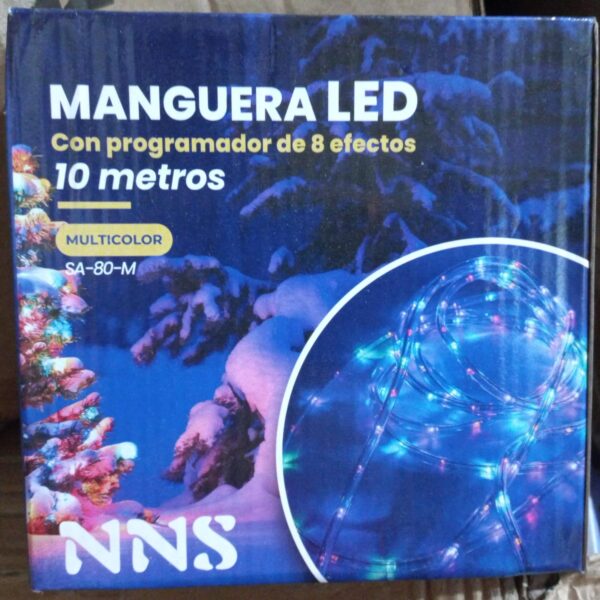 MANGUERA LED
Con programador de 8 efectos
10 metros
MULTICOLOR
SA-80-M
NNS